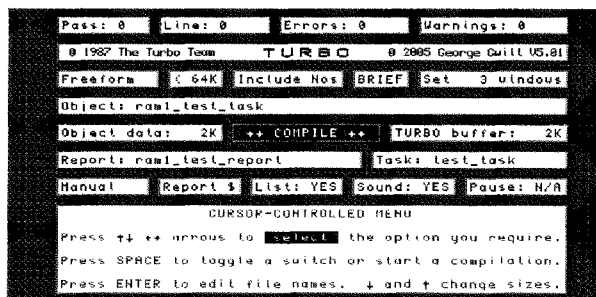 Pass: 0 Line: 0 Errors: 0 Warnings: 0
© 1987 The Turbo Team TURBO © 2005 George Gwilt V5.01
Freeform < 64K Include Nos BRIEF Set 3 windows
Object: ram1_test_task
Object data: 2K ↔ COMPILE ↔ TURBO buffer: 2K
Report: ram1_test_report Task: test_task
Manual Report $ List: YES Sound: YES Pause: N/A
CURSOR-CONTROLLED MENU
Press ↑↓ ↔ arrows to select the option you require.
Press SPACE to toggle a switch or start a compilation.
Press ENTER to edit file names. ↓ and ↑ change sizes.